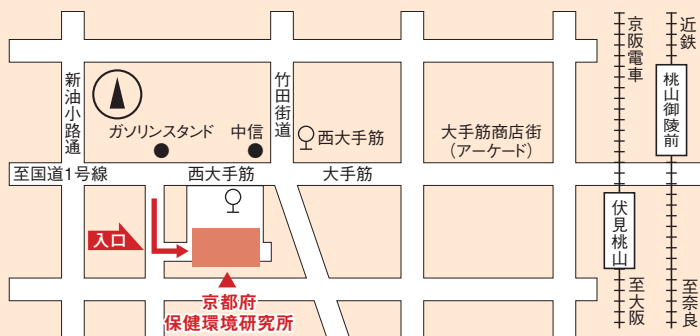 新油小路通
竹田街道
京阪電車
近鉄
桃山御陵前
ガソリンスタンド
中信
西大手筋
大手筋商店街
(アーケード)
至国道1号線
西大手筋
大手筋
伏見桃山
入口
至大阪
至奈良
京都府
保健環境研究所